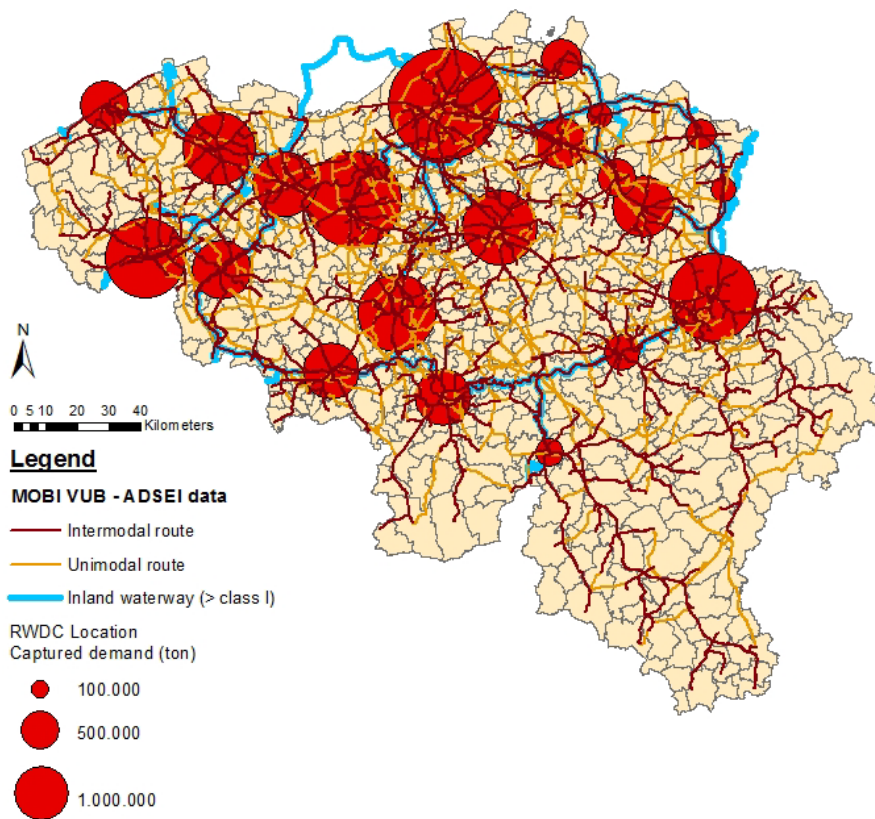 N
0 5 10 20 30 40
Kilometers
Legend
MOBI VUB - ADSEI data
Intermodal route
Unimodal route
Inland waterway (> class I)
RWDC Location
Captured demand (ton)
100.000
500.000
1.000.000